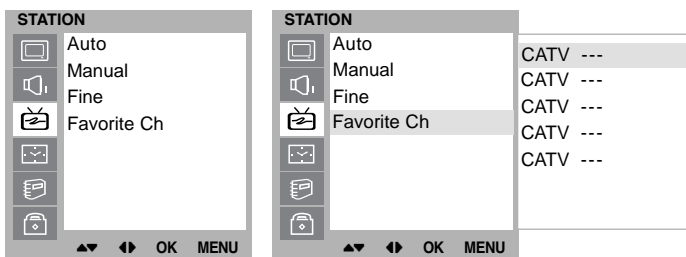 STATION
Auto
Manual
Fine
Favorite Ch
▲▼ ◀▶ OK MENU
STATION
Auto
Manual
Fine
Favorite Ch
▲▼ ◀▶ OK MENU
CATV ---
CATV ---
CATV ---
CATV ---
CATV ---